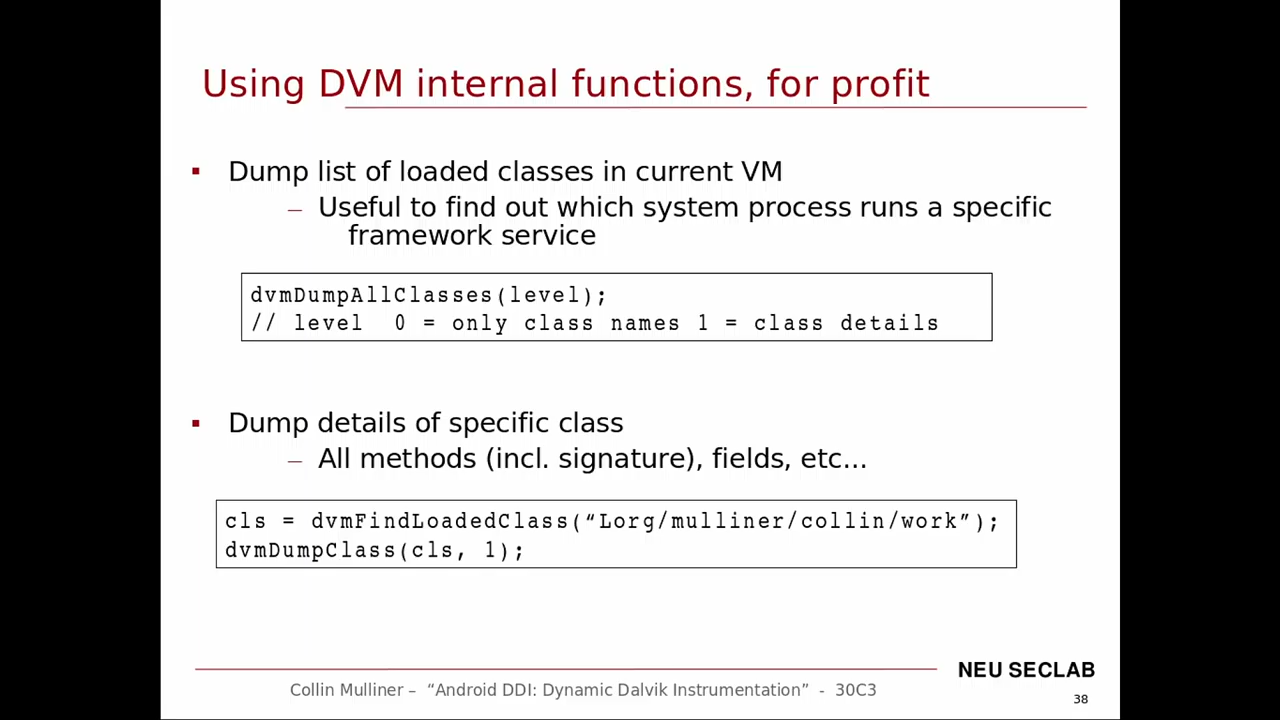 Using DVM internal functions, for profit
▪ Dump list of loaded classes in current VM
– Useful to find out which system process runs a specific
framework service
dvmDumpAllClasses(level);
// level  0 = only class names 1 = class details
▪ Dump details of specific class
– All methods (incl. signature), fields, etc...
cls = dvmFindLoadedClass(“Lorg/mulliner/collin/work”);
dvmDumpClass(cls, 1);
NEU SECLAB
Collin Mulliner – “Android DDI: Dynamic Dalvik Instrumentation” - 30C3
38